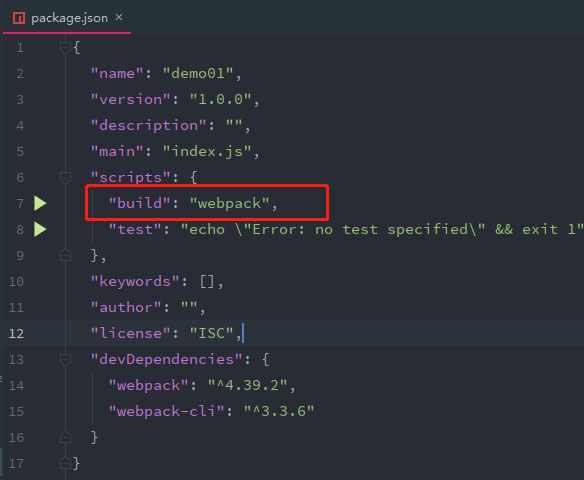 package.json ×
1 {
2 "name": "demo01",
3 "version": "1.0.0",
4 "description": "",
5 "main": "index.js",
6 "scripts": {
7 "build": "webpack",
8 "test": "echo \"Error: no test specified\" && exit 1"
9 },
10 "keywords": [],
11 "author": "",
12 "license": "ISC",
13 "devDependencies": {
14 "webpack": "^4.39.2",
15 "webpack-cli": "^3.3.6"
16 }
17 }